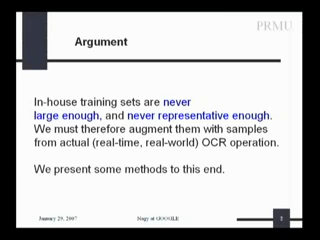 PRMU
Argument
In-house training sets are never
large enough, and never representative enough.
We must therefore augment them with samples
from actual (real-time, real-world) OCR operation.
We present some methods to this end.
January 29, 2007 Nagy at GOOGLE